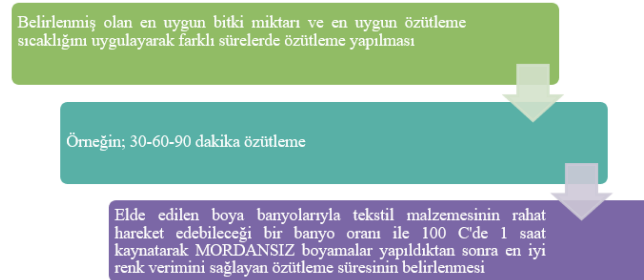 Belirlenmiş olan en uygun bitki miktarı ve en uygun özütleme
sıcaklığını uygulayarak farklı sürelerde özütleme yapılması
Örneğin; 30-60-90 dakika özütleme
Elde edilen boya banyolarıyla tekstil malzemesinin rahat
hareket edebileceği bir banyo oranı ile 100 C'de 1 saat
kaynatarak MORDANSIZ boyamalar yapıldıktan sonra en iyi
renk verimini sağlayan özütleme süresinin belirlenmesi